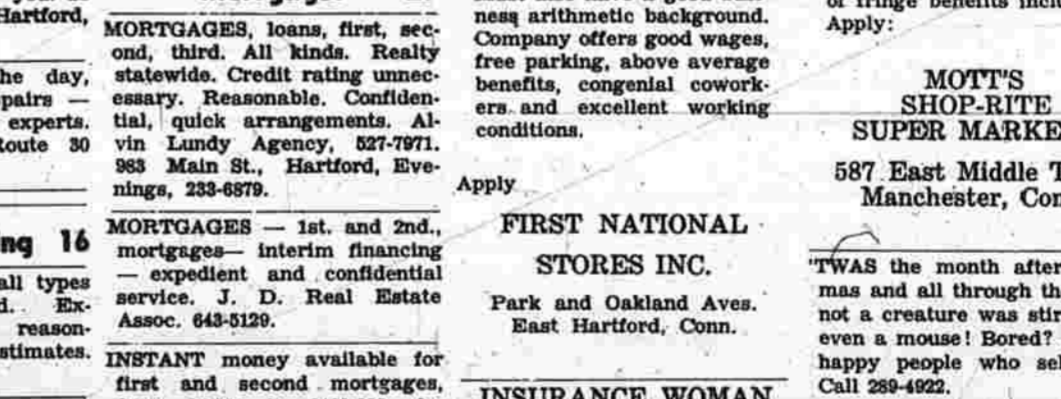 Hartford,
he day,
pairs —
experts.
Route 30
ng 16
all types
d. Ex-
reason-
stimates.
MORTGAGES, loans, first, sec-
ond, third. All kinds. Realty
statewide. Credit rating unnec-
essary. Reasonable. Confiden-
tial, quick arrangements. Al-
vin Lundy Agency, 527-7971.
983 Main St., Hartford, Eve-
nings, 233-6879.
MORTGAGES — 1st. and 2nd.,
mortgages— interim financing
— expedient and confidential
service. J. D. Real Estate
Assoc. 643-5129.
INSTANT money available for
first and second mortgages,
ness arithmetic background.
Company offers good wages,
free parking, above average
benefits, congenial cowork-
ers and excellent working
conditions.
Apply
FIRST NATIONAL
STORES INC.
Park and Oakland Aves.
East Hartford, Conn.
INSURANCE WOMAN
of fringe benefits incl
Apply:
MOTT'S
SHOP-RITE
SUPER MARKE
587 East Middle T
Manchester, Con
'TWAS the month after
mas and all through th
not a creature was stir
even a mouse! Bored?
happy people who sel
Call 289-4922.